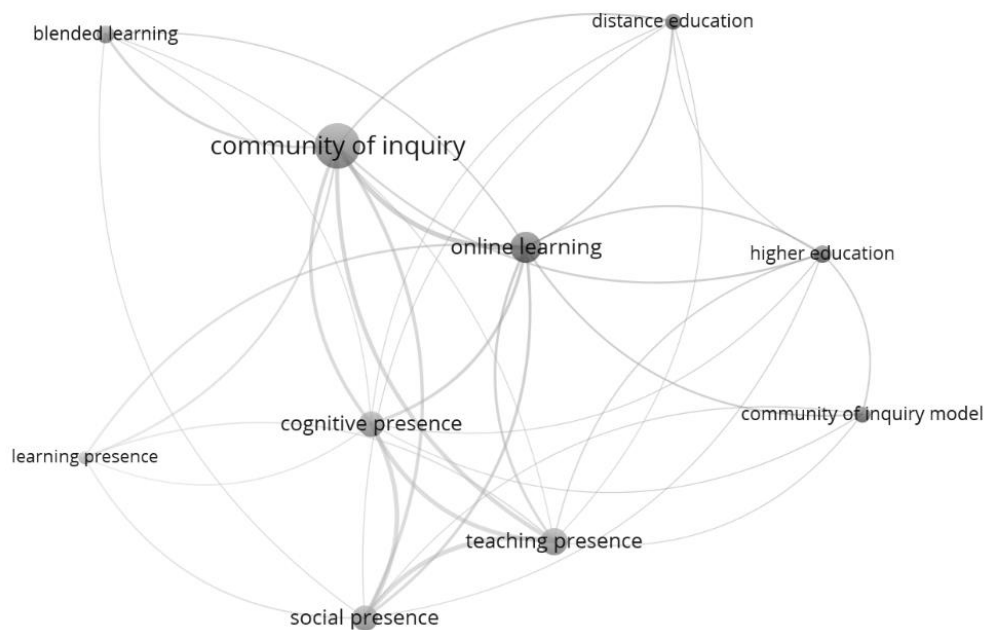 distance education
blended learning
community of inquiry
online learning
higher education
community of inquiry model
cognitive presence
learning presence
teaching presence
social presence